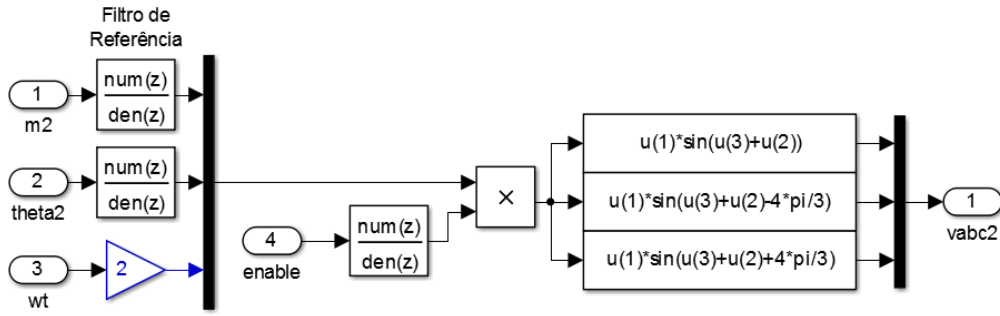 Filtro de
Referência
1
m2
num(z)
den(z)
2
theta2
num(z)
den(z)
3
wt
2
4
enable
num(z)
den(z)
×
u(1)*sin(u(3)+u(2))
u(1)*sin(u(3)+u(2)-4*pi/3)
u(1)*sin(u(3)+u(2)+4*pi/3)
1
vabc2